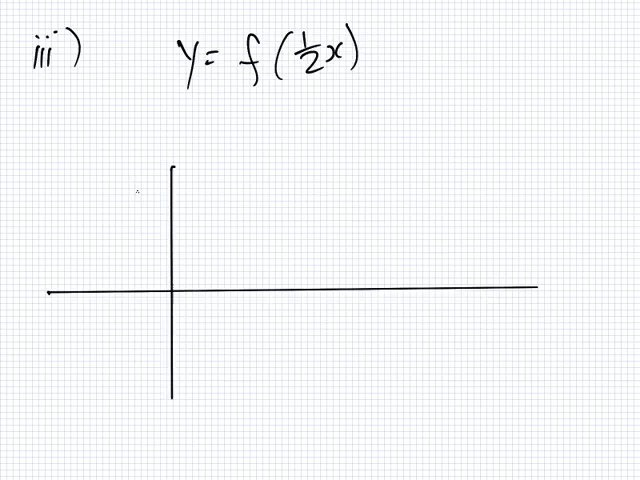 iii) y = f(½x)